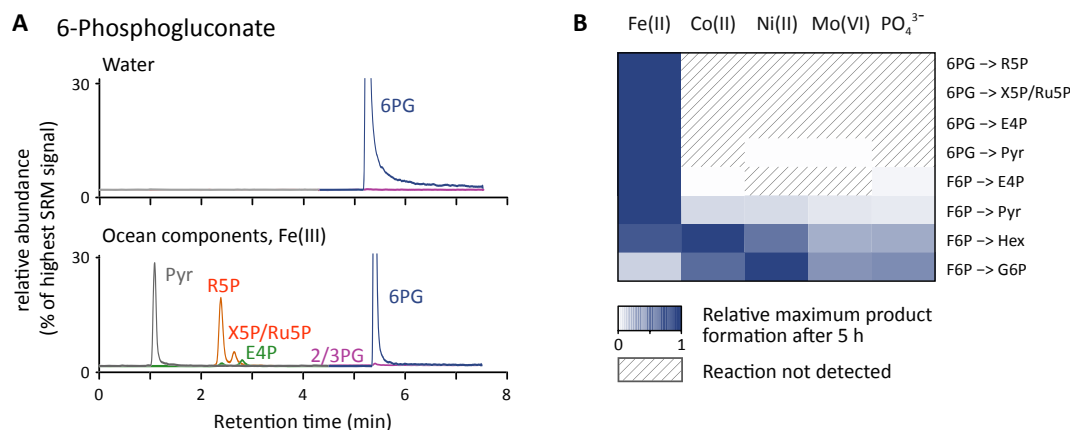 A
6-Phosphogluconate
Water
30
0
6PG
Ocean components, Fe(III)
30
0
Pyr
R5P
X5P/Ru5P
E4P
2/3PG
6PG
0 2 4 6 8
Retention time (min)
relative abundance
(% of highest SRM signal)
B
Fe(II) Co(II) Ni(II) Mo(VI) PO₄³⁻
6PG –> R5P
6PG –> X5P/Ru5P
6PG –> E4P
6PG –> Pyr
F6P –> E4P
F6P –> Pyr
F6P –> Hex
F6P –> G6P
0 1
Relative maximum product
formation after 5 h
Reaction not detected